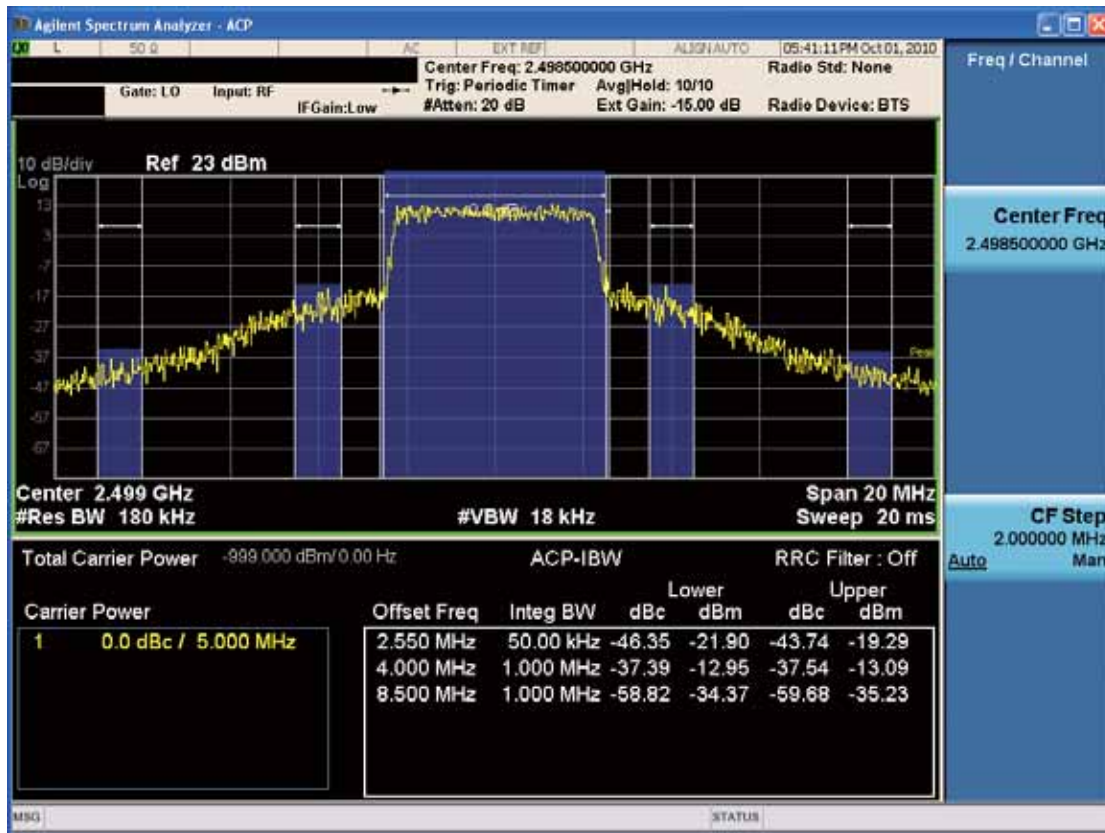 Agilent Spectrum Analyzer - ACP
L 50 Ω AC EXT REF ALIGNAUTO 05:41:11PM Oct 01, 2010
Center Freq: 2.498500000 GHz Radio Std: None
Gate: LO Input: RF Trig: Periodic Timer Avg|Hold: 10/10
IFGain:Low #Atten: 20 dB Ext Gain: -15.00 dB Radio Device: BTS
10 dB/div Ref 23 dBm
Log
13
3
-7
-17
-27
-37
-47
-57
-67
Peak
Center 2.499 GHz Span 20 MHz
#Res BW 180 kHz #VBW 18 kHz Sweep 20 ms
Total Carrier Power -999.000 dBm/ 0.00 Hz ACP-IBW RRC Filter : Off
Lower Upper
Carrier Power Offset Freq Integ BW dBc dBm dBc dBm
1 0.0 dBc / 5.000 MHz 2.550 MHz 50.00 kHz -46.35 -21.90 -43.74 -19.29
4.000 MHz 1.000 MHz -37.39 -12.95 -37.54 -13.09
8.500 MHz 1.000 MHz -58.82 -34.37 -59.68 -35.23
MSG STATUS
Freq / Channel
Center Freq
2.498500000 GHz
CF Step
2.000000 MHz
Auto Man